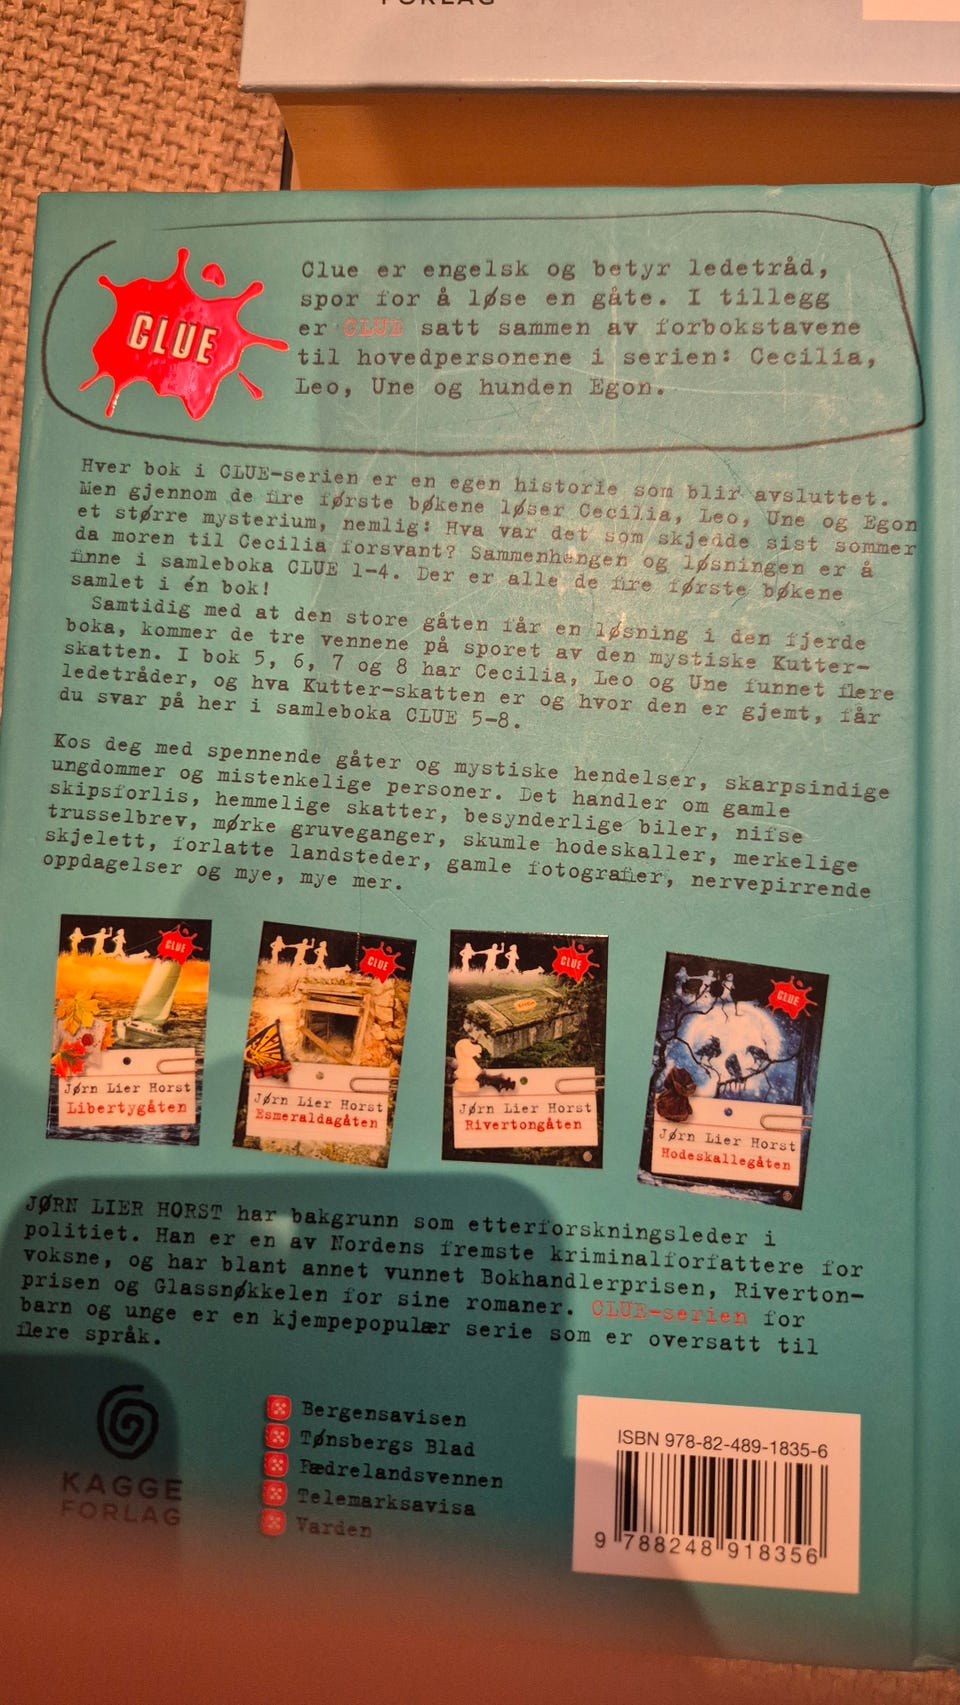 FORLAG
CLUE
Clue er engelsk og betyr ledetråd,
spor for å løse en gåte. I tillegg
er CLUE satt sammen av forbokstavene
til hovedpersonene i serien: Cecilia,
Leo, Une og hunden Egon.
Hver bok i CLUE-serien er en egen historie som blir avsluttet.
Men gjennom de fire første bøkene løser Cecilia, Leo, Une og Egon
et større mysterium, nemlig: Hva var det som skjedde sist sommer
da moren til Cecilia forsvant? Sammenhengen og løsningen er å
finne i samleboka CLUE 1-4. Der er alle de fire første bøkene
samlet i én bok!
Samtidig med at den store gåten får en løsning i den fjerde
boka, kommer de tre vennene på sporet av den mystiske Kutter-
skatten. I bok 5, 6, 7 og 8 har Cecilia, Leo og Une funnet flere
ledetråder, og hva Kutter-skatten er og hvor den er gjemt, får
du svar på her i samleboka CLUE 5-8.
Kos deg med spennende gåter og mystiske hendelser, skarpsindige
ungdommer og mistenkelige personer. Det handler om gamle
skipsforlis, hemmelige skatter, besynderlige biler, nifse
trusselbrev, mørke gruveganger, skumle hodeskaller, merkelige
skjelett, forlatte landsteder, gamle fotografier, nervepirrende
oppdagelser og mye, mye mer.
CLUE
Jørn Lier Horst
Libertygåten
CLUE
Jørn Lier Horst
Esmeraldagåten
CLUE
Jørn Lier Horst
Rivertongåten
CLUE
Jørn Lier Horst
Hodeskallegåten
JØRN LIER HORST har bakgrunn som etterforskningsleder i
politiet. Han er en av Nordens fremste kriminalforfattere for
voksne, og har blant annet vunnet Bokhandlerprisen, Riverton-
prisen og Glassnøkkelen for sine romaner. CLUE-serien for
barn og unge er en kjempepopulær serie som er oversatt til
flere språk.
KAGGE
FORLAG
Bergensavisen
Tønsbergs Blad
Fædrelandsvennen
Telemarksavisa
Varden
ISBN 978-82-489-1835-6
9 788248 918356